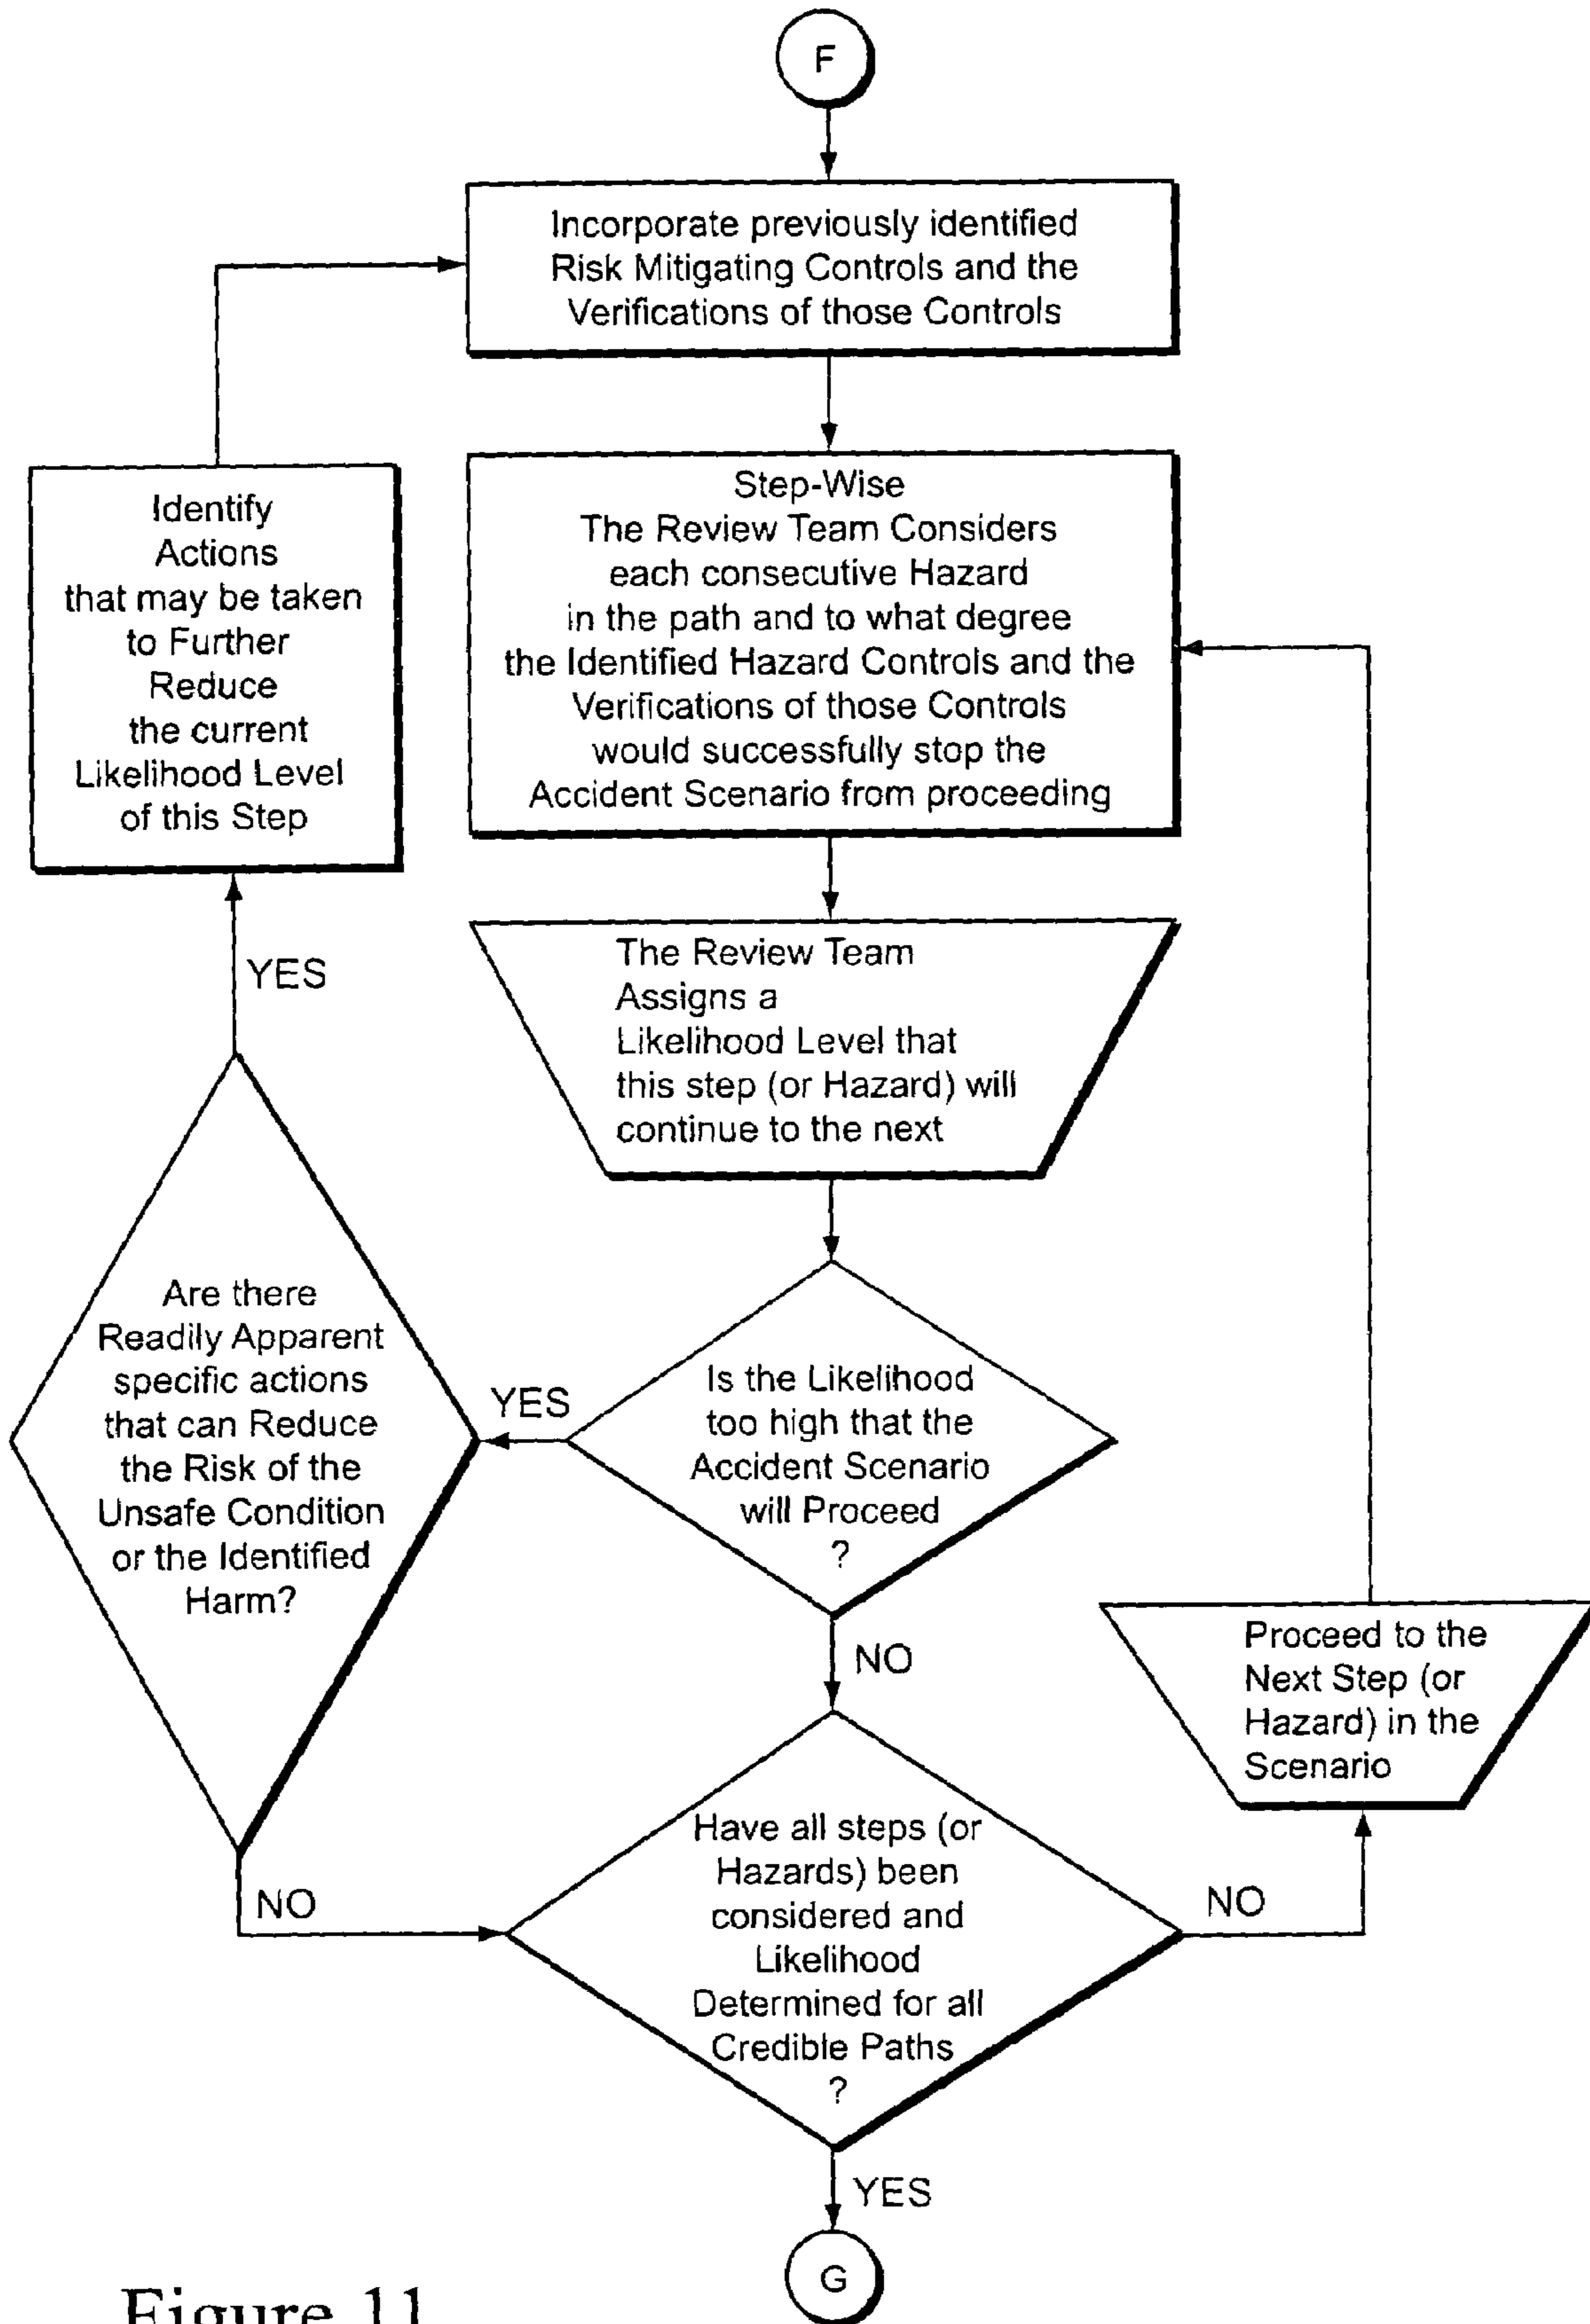 F
Incorporate previously identified
Risk Mitigating Controls and the
Verifications of those Controls
Identify
Actions
that may be taken
to Further
Reduce
the current
Likelihood Level
of this Step
Step-Wise
The Review Team Considers
each consecutive Hazard
in the path and to what degree
the Identified Hazard Controls and the
Verifications of those Controls
would successfully stop the
Accident Scenario from proceeding
YES
The Review Team
Assigns a
Likelihood Level that
this step (or Hazard) will
continue to the next
Are there
Readily Apparent
specific actions
that can Reduce
the Risk of the
Unsafe Condition
or the Identified
Harm?
YES
Is the Likelihood
too high that the
Accident Scenario
will Proceed
?
NO
Proceed to the
Next Step (or
Hazard) in the
Scenario
NO
Have all steps (or
Hazards) been
considered and
Likelihood
Determined for all
Credible Paths
?
NO
YES
G
Figure 11